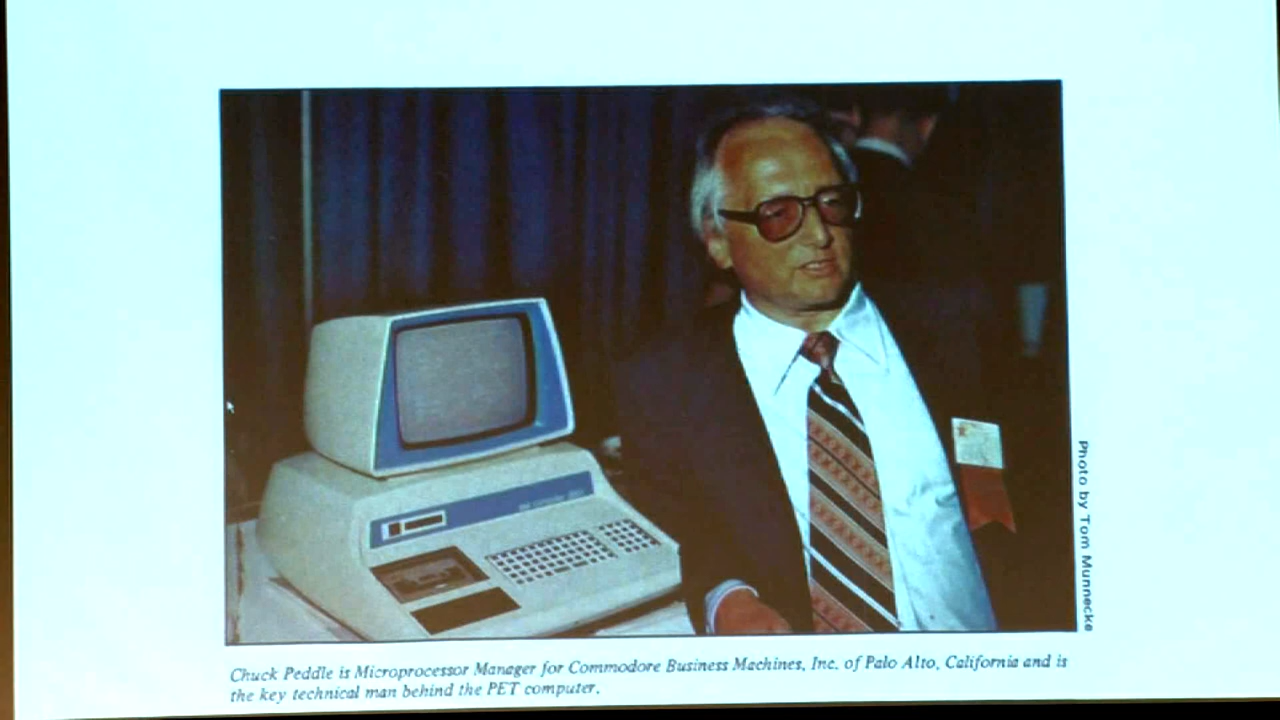 Photo by Tom Munnecke
Chuck Peddle is Microprocessor Manager for Commodore Business Machines, Inc. of Palo Alto, California and is
the key technical man behind the PET computer.